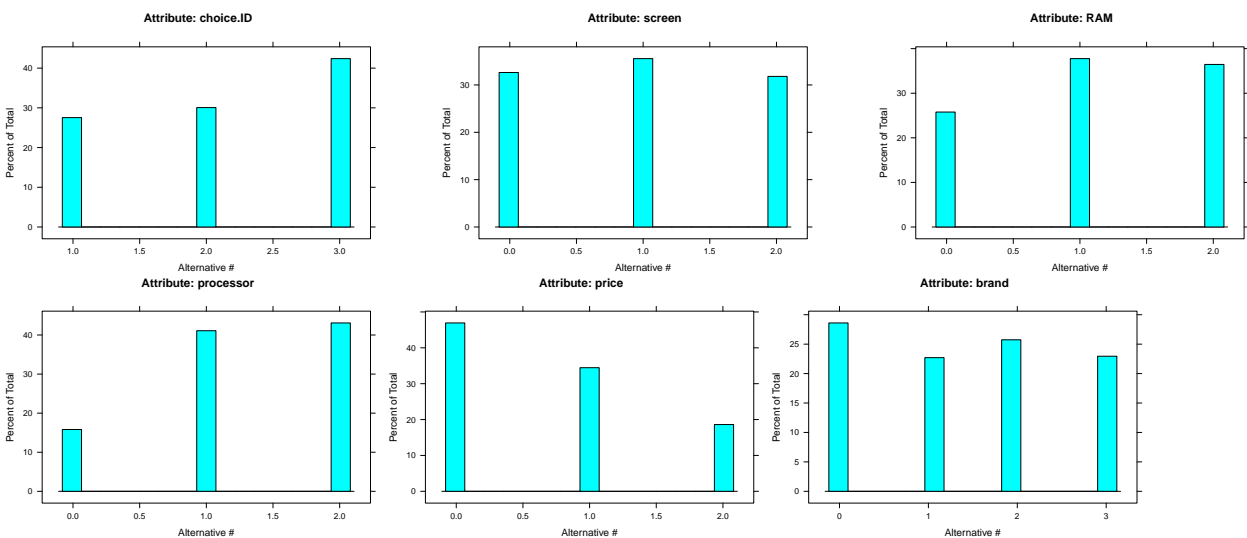 Attribute: choice.ID
Percent of Total
40
30
20
10
0
1.0 1.5 2.0 2.5 3.0
Alternative #
Attribute: screen
Percent of Total
30
20
10
0
0.0 0.5 1.0 1.5 2.0
Alternative #
Attribute: RAM
Percent of Total
30
20
10
0
0.0 0.5 1.0 1.5 2.0
Alternative #
Attribute: processor
Percent of Total
40
30
20
10
0
0.0 0.5 1.0 1.5 2.0
Alternative #
Attribute: price
Percent of Total
40
30
20
10
0
0.0 0.5 1.0 1.5 2.0
Alternative #
Attribute: brand
Percent of Total
25
20
15
10
5
0
0 1 2 3
Alternative #